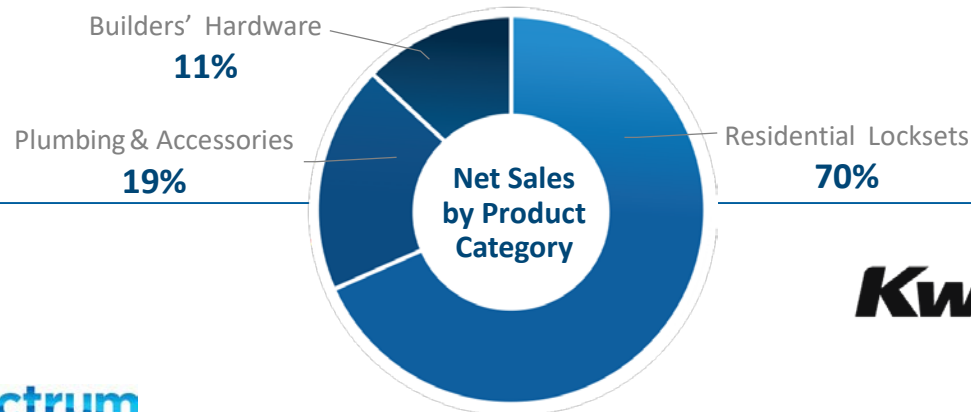 Builders' Hardware
11%
Plumbing & Accessories
19%
Net Sales
by Product
Category
Residential Locksets
70%